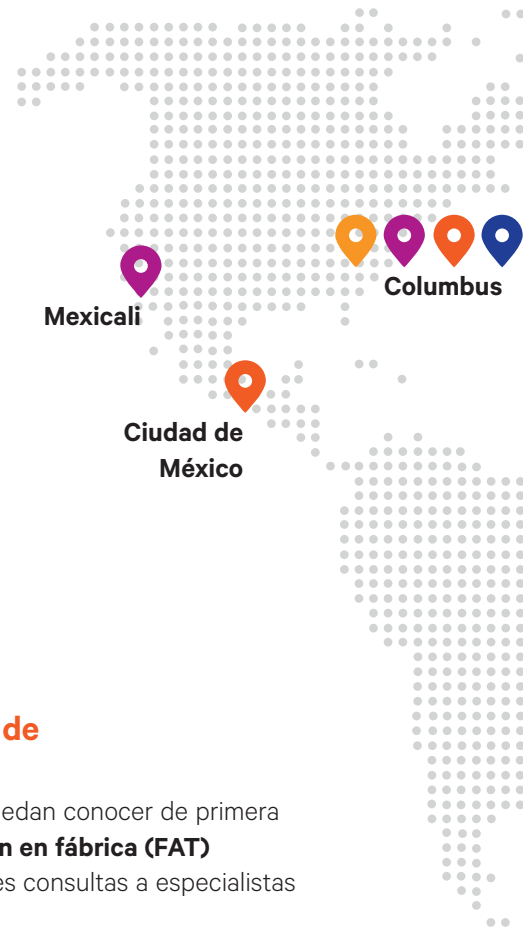 Columbus
Mexicali
Ciudad de
México
de
edan conocer de primera
n en fábrica (FAT)
es consultas a especialistas